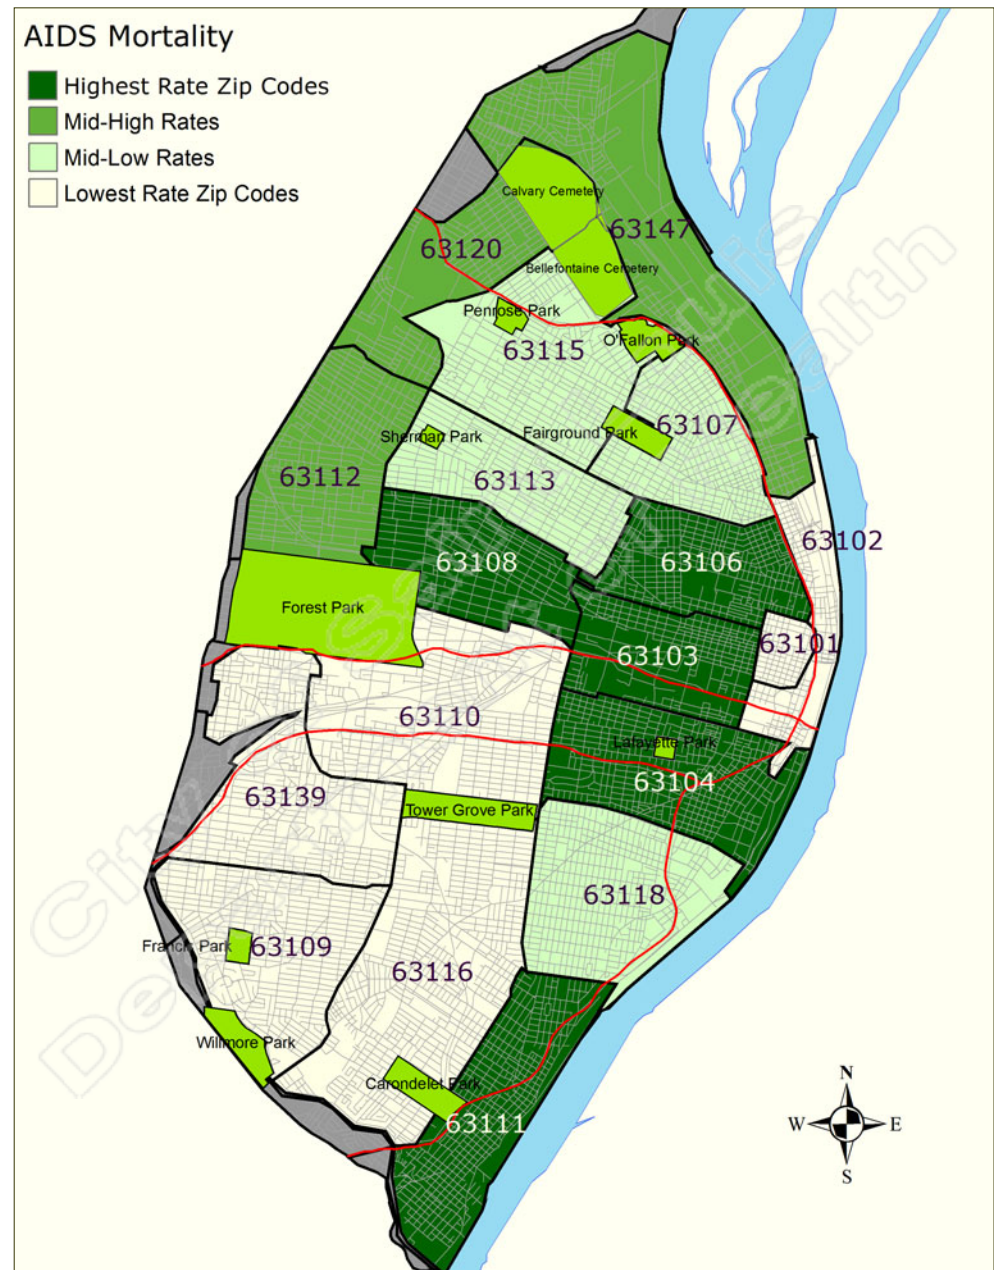 AIDS Mortality
Highest Rate Zip Codes
Mid-High Rates
Mid-Low Rates
Lowest Rate Zip Codes
Calvary Cemetery
63147
63120
Bellefontaine Cemetery
Penrose Park
O'Fallon Park
63115
63107
Fairground Park
Sherman Park
63112
63113
63102
63108
63106
Forest Park
63101
63103
63110
Lafayette Park
63104
63139
Tower Grove Park
63118
Francis Park
63109
63116
Willmore Park
Carondelet Park
63111
N
W
E
S